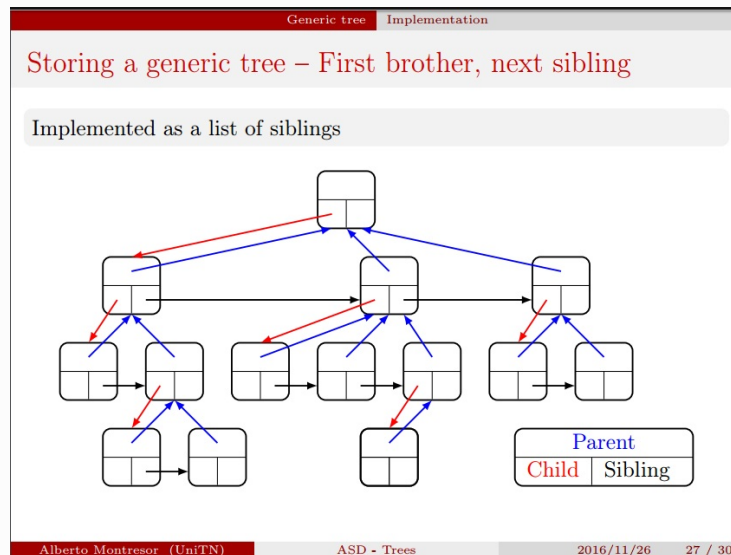 Generic tree Implementation
Storing a generic tree – First brother, next sibling
Implemented as a list of siblings
Parent
Child Sibling
Alberto Montresor (UniTN) ASD - Trees 2016/11/26 27 / 30